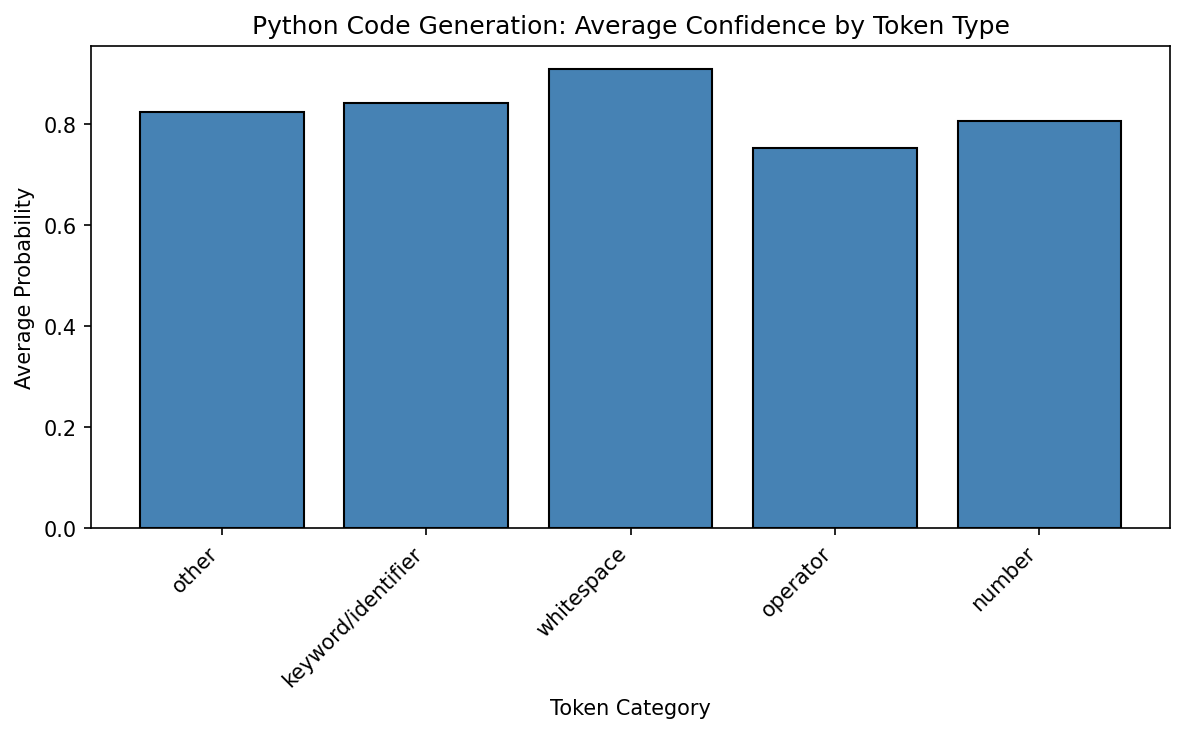 Python Code Generation: Average Confidence by Token Type
Average Probability
0.8
0.6
0.4
0.2
0.0
other
keyword/identifier
whitespace
operator
number
Token Category